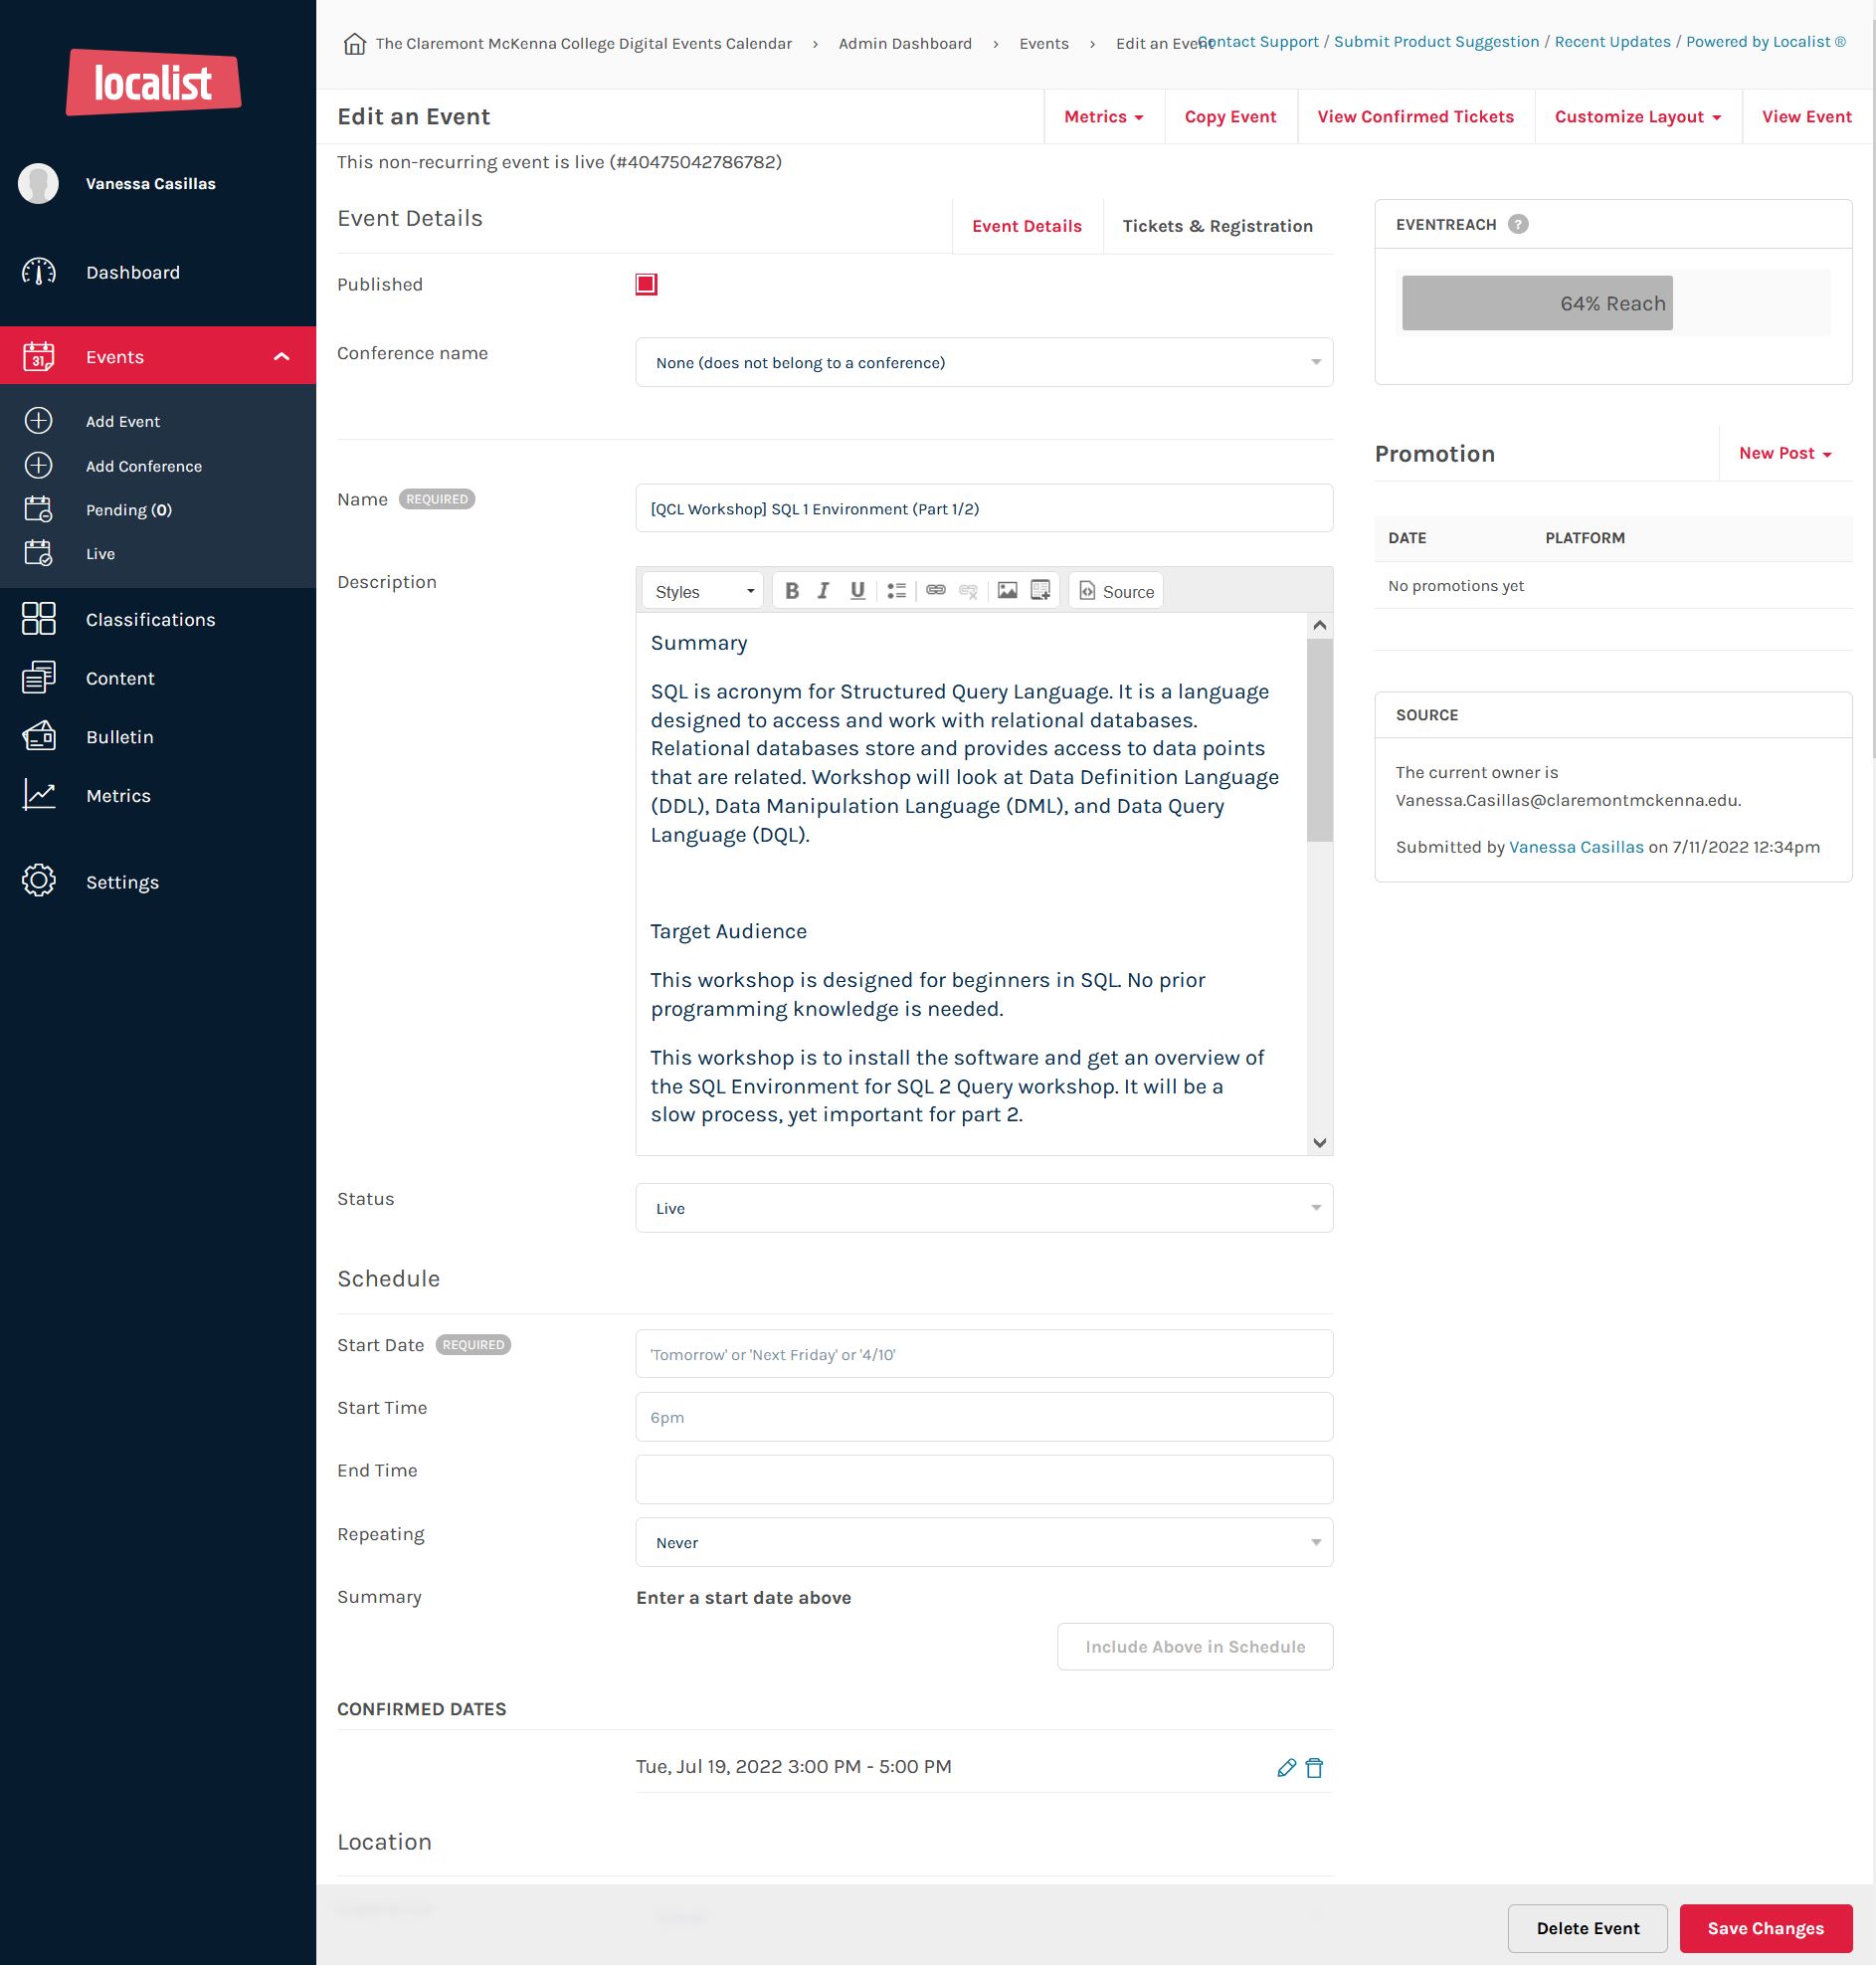 localist
Vanessa Casillas
Dashboard
31
Events
Add Event
Add Conference
Pending (0)
Live
Classifications
Content
Bulletin
Metrics
Settings
The Claremont McKenna College Digital Events Calendar › Admin Dashboard › Events › Edit an Event
Contact Support / Submit Product Suggestion / Recent Updates / Powered by Localist ®
Edit an Event
Metrics
Copy Event
View Confirmed Tickets
Customize Layout
View Event
This non-recurring event is live (#40475042786782)
Event Details
Event Details
Tickets & Registration
Published
Conference name
None (does not belong to a conference)
Name REQUIRED
[QCL Workshop] SQL 1 Environment (Part 1/2)
Description
Styles
B I U
Source
Summary
SQL is acronym for Structured Query Language. It is a language
designed to access and work with relational databases.
Relational databases store and provides access to data points
that are related. Workshop will look at Data Definition Language
(DDL), Data Manipulation Language (DML), and Data Query
Language (DQL).
Target Audience
This workshop is designed for beginners in SQL. No prior
programming knowledge is needed.
This workshop is to install the software and get an overview of
the SQL Environment for SQL 2 Query workshop. It will be a
slow process, yet important for part 2.
Status
Live
Schedule
Start Date REQUIRED
'Tomorrow' or 'Next Friday' or '4/10'
Start Time
6pm
End Time
Repeating
Never
Summary
Enter a start date above
Include Above in Schedule
CONFIRMED DATES
Tue, Jul 19, 2022 3:00 PM - 5:00 PM
Location
EVENTREACH ?
64% Reach
Promotion
New Post
DATE PLATFORM
No promotions yet
SOURCE
The current owner is
Vanessa.Casillas@claremontmckenna.edu.
Submitted by Vanessa Casillas on 7/11/2022 12:34pm
Delete Event
Save Changes